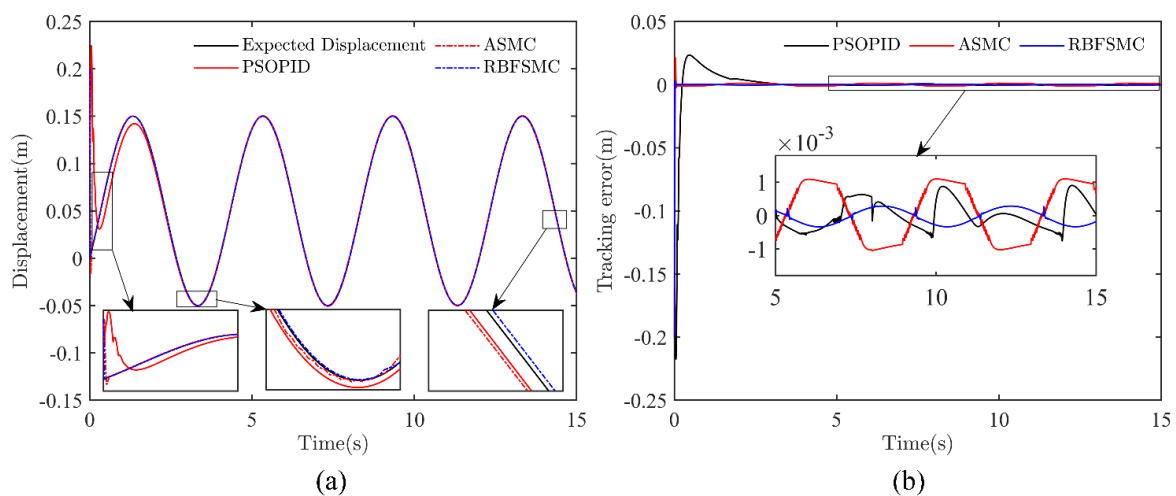 0.25
0.2
0.15
0.1
0.05
0
-0.05
-0.1
-0.15
Displacement(m)
Expected Displacement
PSOPID
ASMC
RBFSMC
0 5 10 15
Time(s)
(a)
0.05
0
-0.05
-0.1
-0.15
-0.2
-0.25
Tracking error(m)
PSOPID ASMC RBFSMC
×10⁻³
1
0
-1
5 10 15
0 5 10 15
Time(s)
(b)